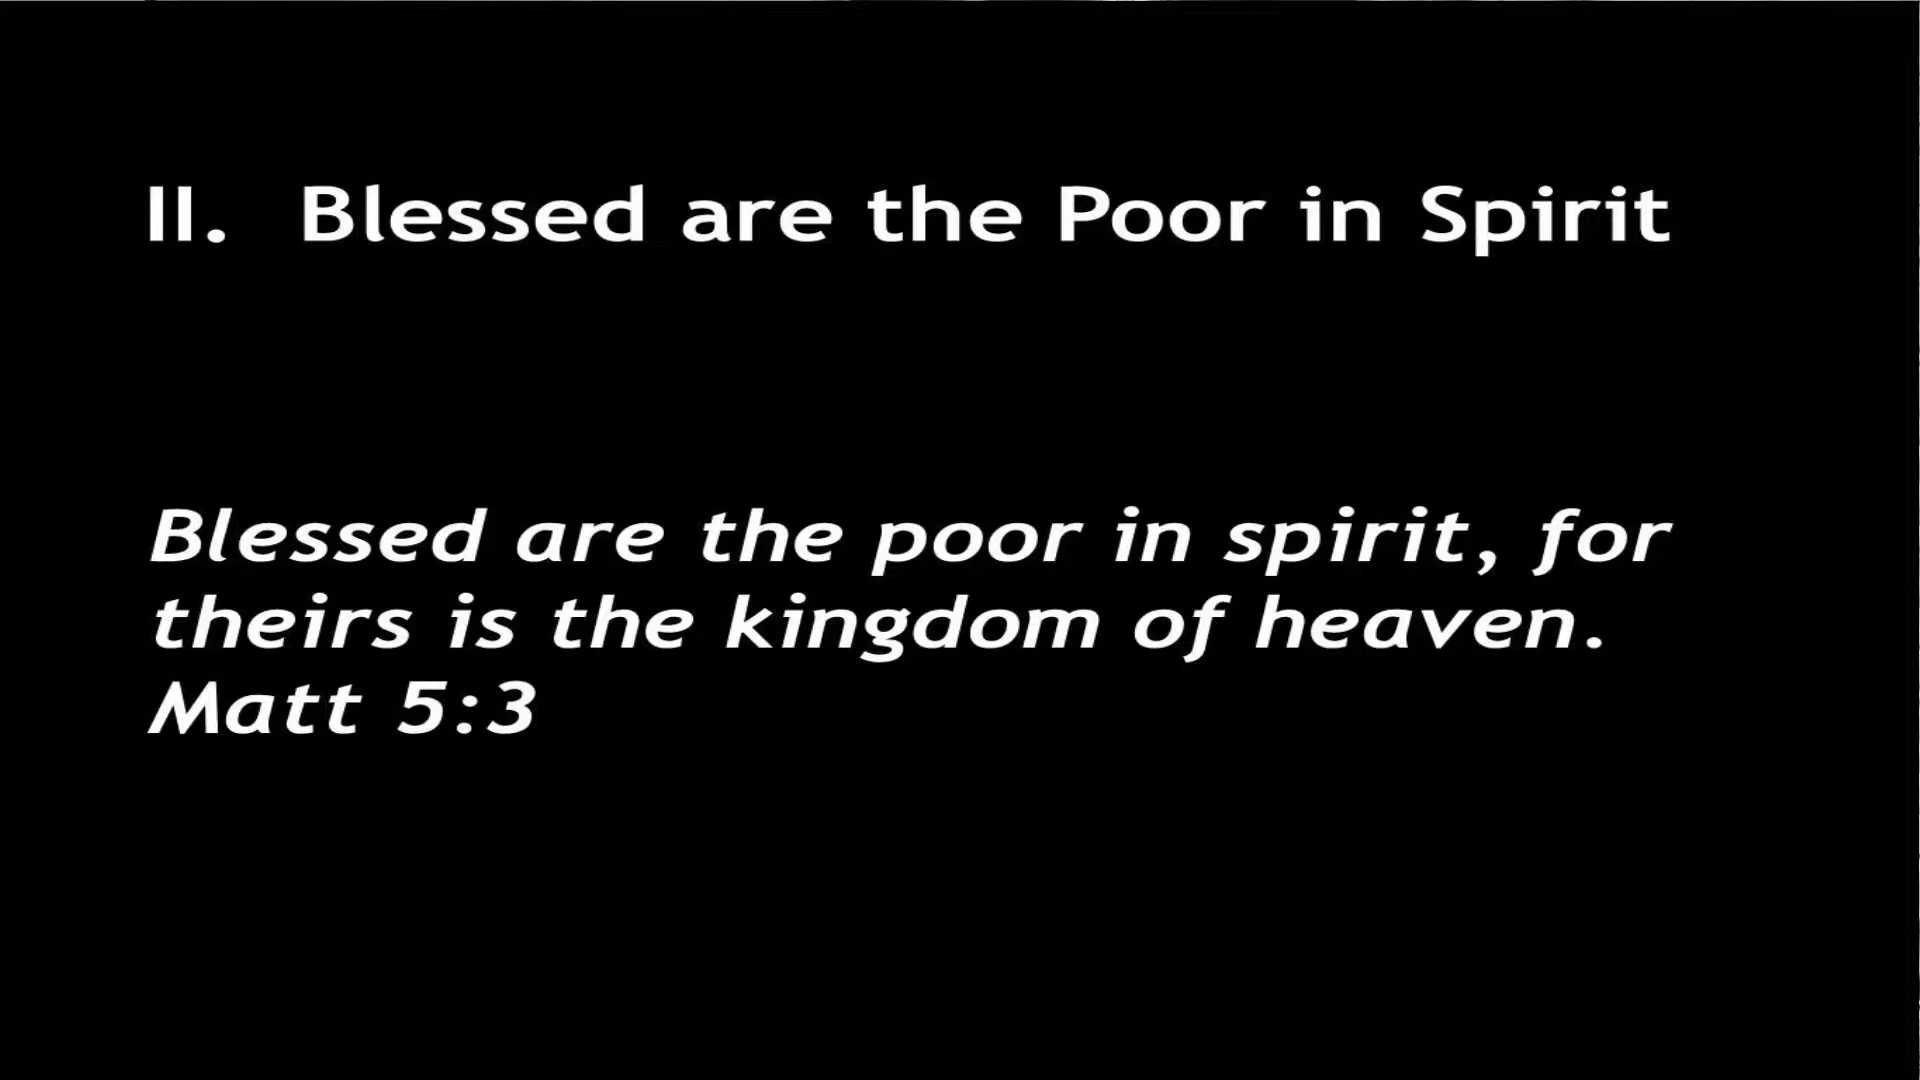 II. Blessed are the Poor in Spirit
Blessed are the poor in spirit, for
theirs is the kingdom of heaven.
Matt 5:3